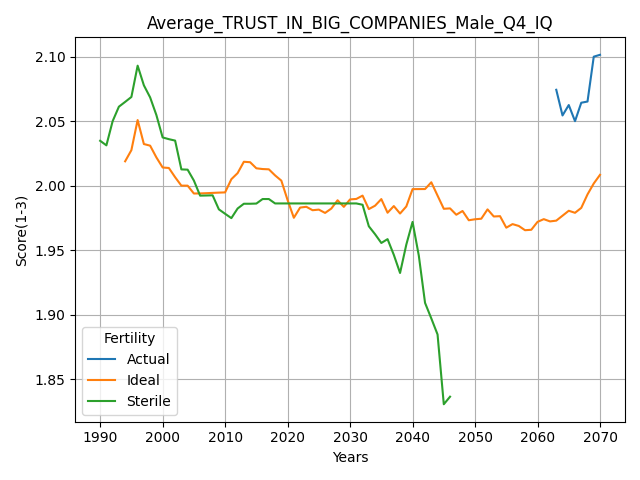 Average_TRUST_IN_BIG_COMPANIES_Male_Q4_IQ
2.10
2.05
2.00
1.95
1.90
1.85
Score(1-3)
Fertility
Actual
Ideal
Sterile
1990 2000 2010 2020 2030 2040 2050 2060 2070
Years